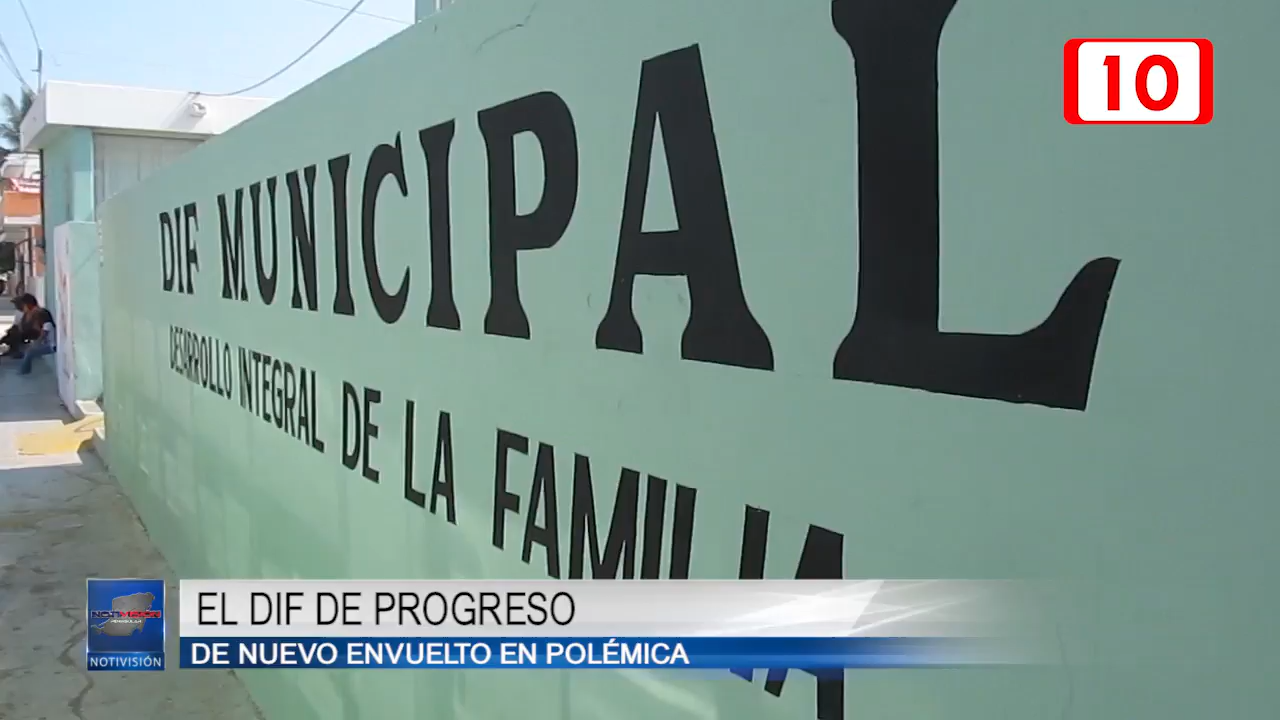 10
DIF MUNICIPAL
DESARROLLO INTEGRAL DE LA FAMILIA
EL DIF DE PROGRESO
DE NUEVO ENVUELTO EN POLÉMICA
NOTIVISIÓN